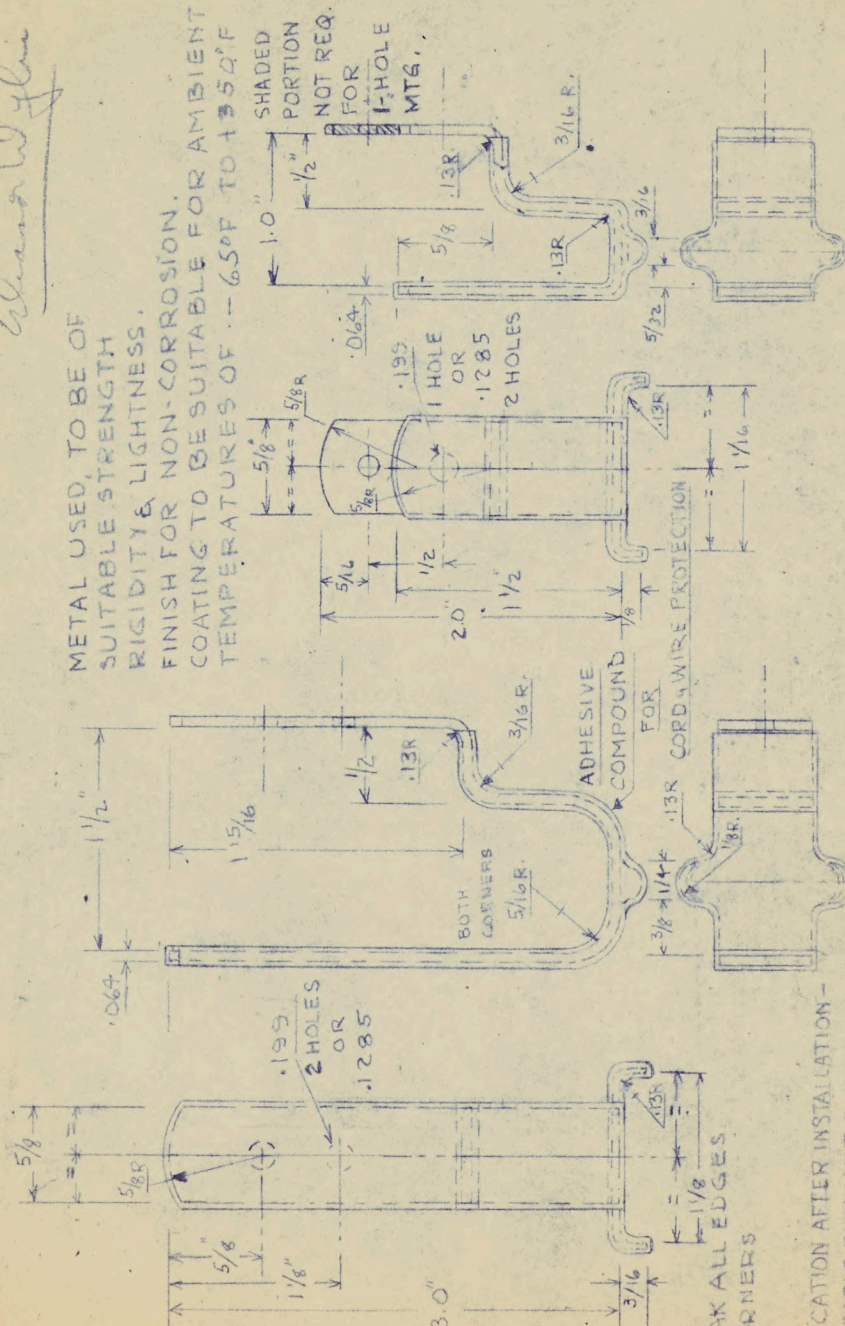 METAL USED, TO BE OF
SUITABLE STRENGTH
RIGIDITY & LIGHTNESS.
FINISH FOR NON-CORROSION.
COATING TO BE SUITABLE FOR AMBIENT
TEMPERATURES OF -65°F TO +350°F
SHADED
PORTION
NOT REQ.
FOR
1-HOLE
MTG.
5/8
= =
5/8R
.199
2 HOLES
OR
.1285
5/8
1 1/8"
3.0"
3/16
.13R
= =
1 1/8
AK ALL EDGES
RNERS
CATION AFTER INSTALLATION-
.064
1 1/2"
1 5/16
1/2
.13R
3/16 R.
BOTH
CORNERS
5/16 R.
ADHESIVE
COMPOUND
FOR
CORD & WIRE PROTECTION
3/8
1/4
.13R
1/8R.
5/8"
= =
5/8R
5/8R
5/16
1/2
1 1/2"
2.0"
1/8
.199
1 HOLE
OR
.1285
2 HOLES
.13R
= =
1 1/16
.064
1.0"
1/2"
5/8
.13R
3/16 R.
.13R
5/32
3/16